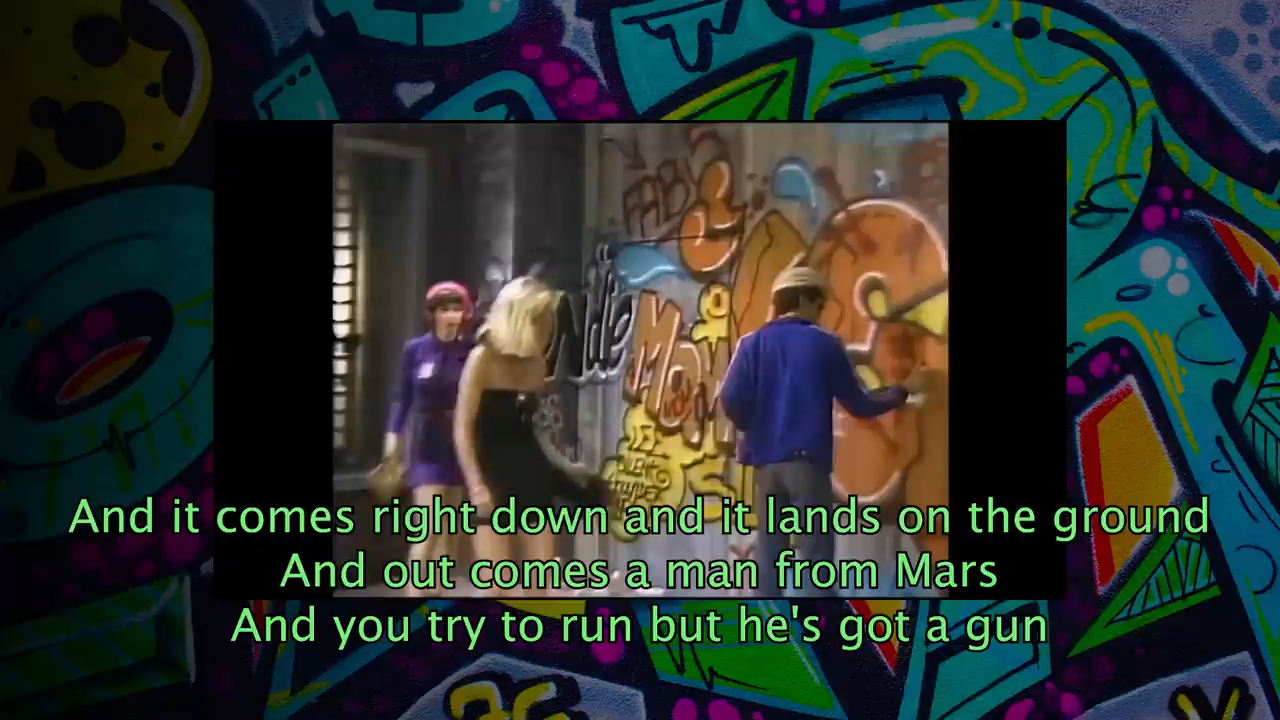 FAB
And it comes right down and it lands on the ground
And out comes a man from Mars
And you try to run but he's got a gun